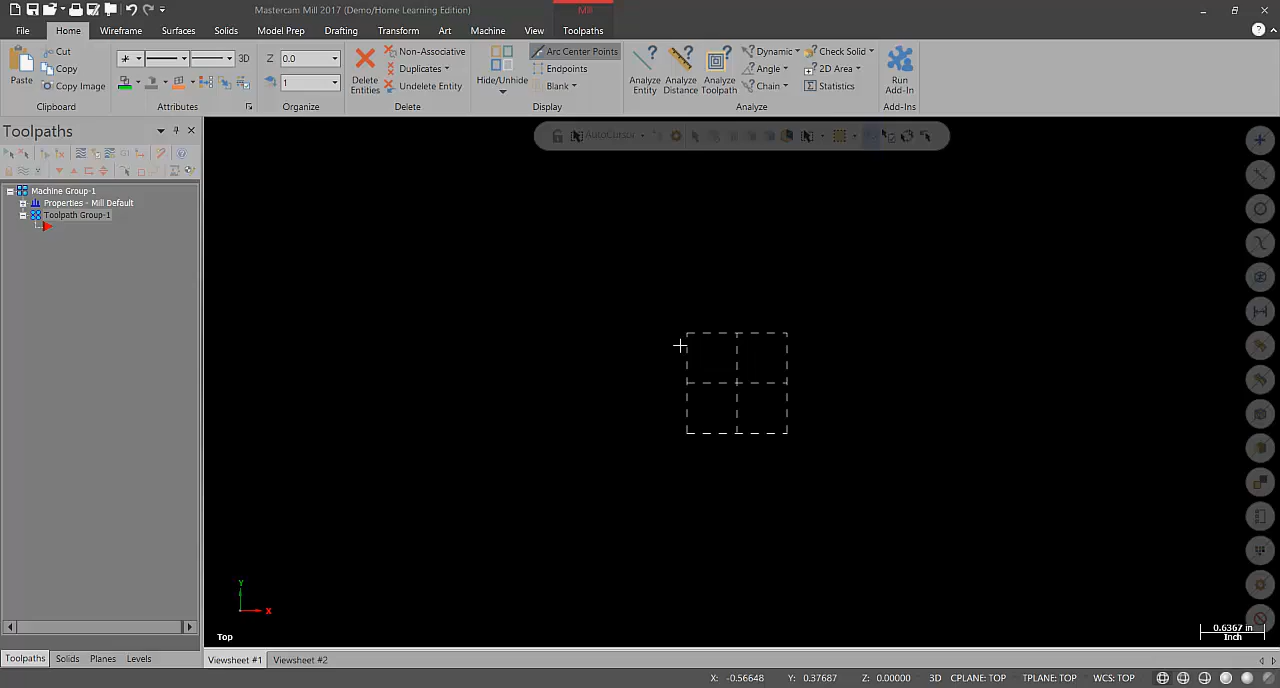 Mastercam Mill 2017 (Demo/Home Learning Edition)
Mill
File Home Wireframe Surfaces Solids Model Prep Drafting Transform Art Machine View Toolpaths
Paste
Cut
Copy
Copy Image
Clipboard
3D
Attributes
Z 0.0
1
Organize
Delete
Entities
Non-Associative
Duplicates
Undelete Entity
Delete
Hide/Unhide
Arc Center Points
Endpoints
Blank
Display
Analyze
Entity
Analyze
Distance
Analyze
Toolpath
Dynamic
Angle
Chain
Check Solid
2D Area
Statistics
Analyze
Run
Add-In
Add-Ins
Toolpaths
AutoCursor
Machine Group-1
Properties - Mill Default
Toolpath Group-1
Y
X
Top
0.6367 in
Inch
Toolpaths Solids Planes Levels
Viewsheet #1 Viewsheet #2
X: -0.56648 Y: 0.37687 Z: 0.00000 3D CPLANE: TOP TPLANE: TOP WCS: TOP